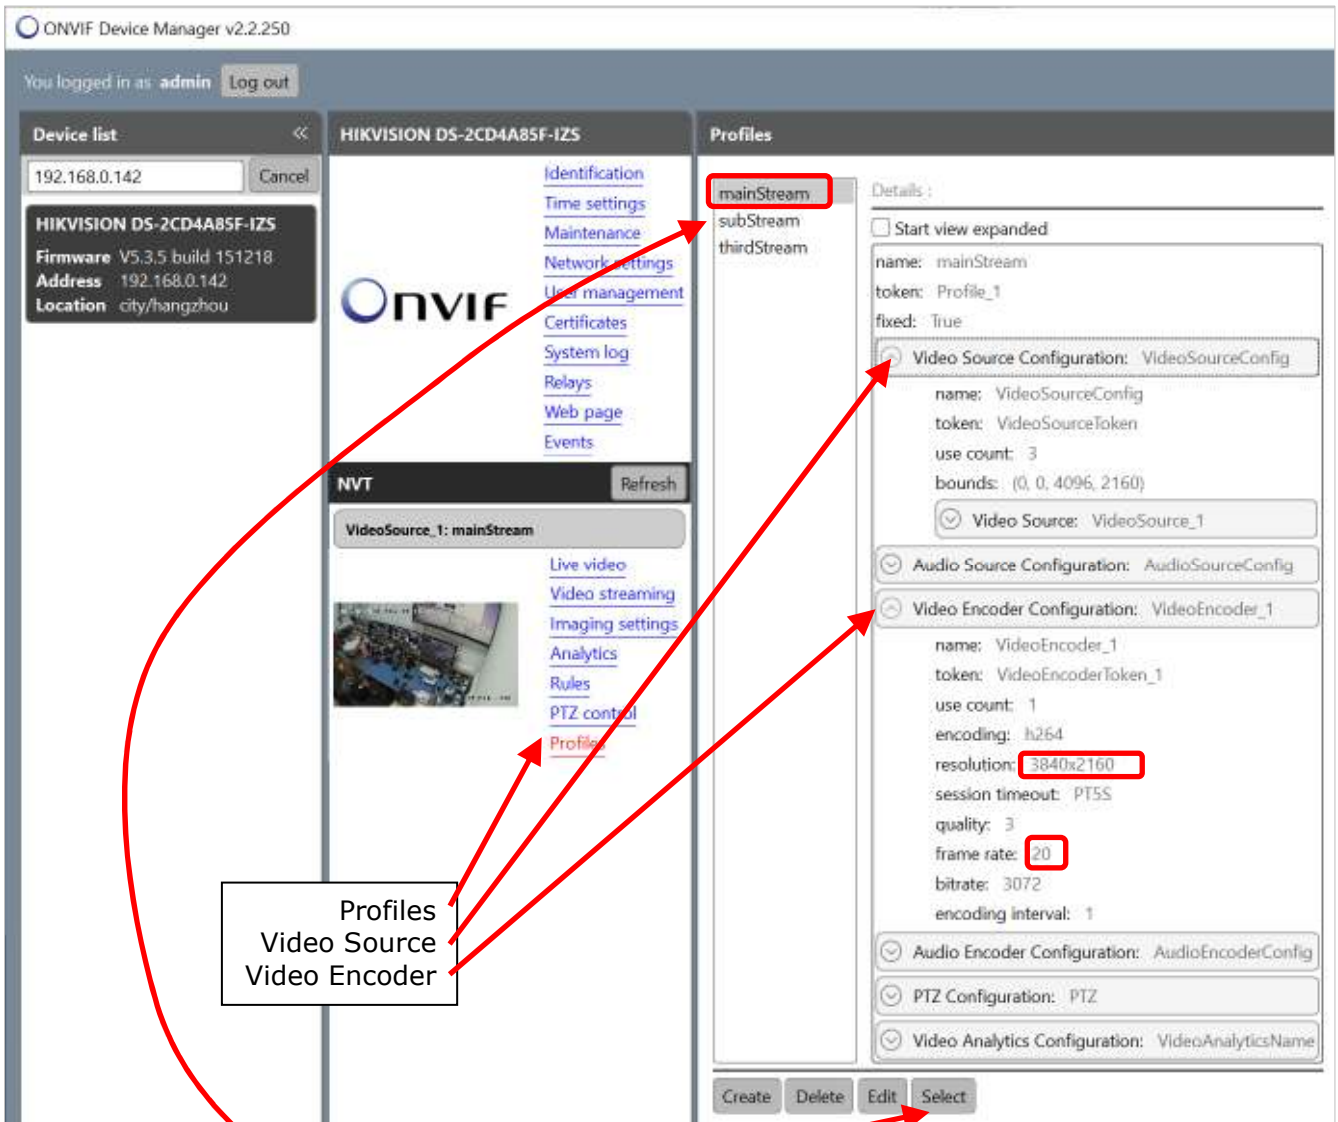 ONVIF Device Manager v2.2.250
You logged in as admin Log out
Device list «
192.168.0.142 Cancel
HIKVISION DS-2CD4A85F-IZS
Firmware V5.3.5 build 151218
Address 192.168.0.142
Location city/hangzhou
HIKVISION DS-2CD4A85F-IZS
ONVIF
Identification
Time settings
Maintenance
Network settings
User management
Certificates
System log
Relays
Web page
Events
NVT Refresh
VideoSource_1: mainStream
Live video
Video streaming
Imaging settings
Analytics
Rules
PTZ control
Profiles
Profiles
Video Source
Video Encoder
Profiles
mainStream
subStream
thirdStream
Details :
Start view expanded
name: mainStream
token: Profile_1
fixed: True
Video Source Configuration: VideoSourceConfig
name: VideoSourceConfig
token: VideoSourceToken
use count: 3
bounds: (0, 0, 4096, 2160)
Video Source: VideoSource_1
Audio Source Configuration: AudioSourceConfig
Video Encoder Configuration: VideoEncoder_1
name: VideoEncoder_1
token: VideoEncoderToken_1
use count: 1
encoding: h264
resolution: 3840x2160
session timeout: PT5S
quality: 3
frame rate: 20
bitrate: 3072
encoding interval: 1
Audio Encoder Configuration: AudioEncoderConfig
PTZ Configuration: PTZ
Video Analytics Configuration: VideoAnalyticsName
Create Delete Edit Select